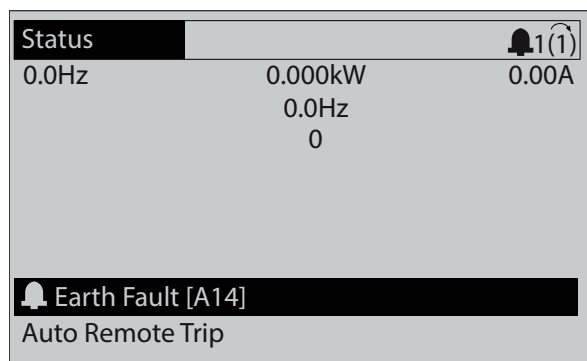 Status 1(1)
0.0Hz 0.000kW 0.00A
0.0Hz
0
Earth Fault [A14]
Auto Remote Trip